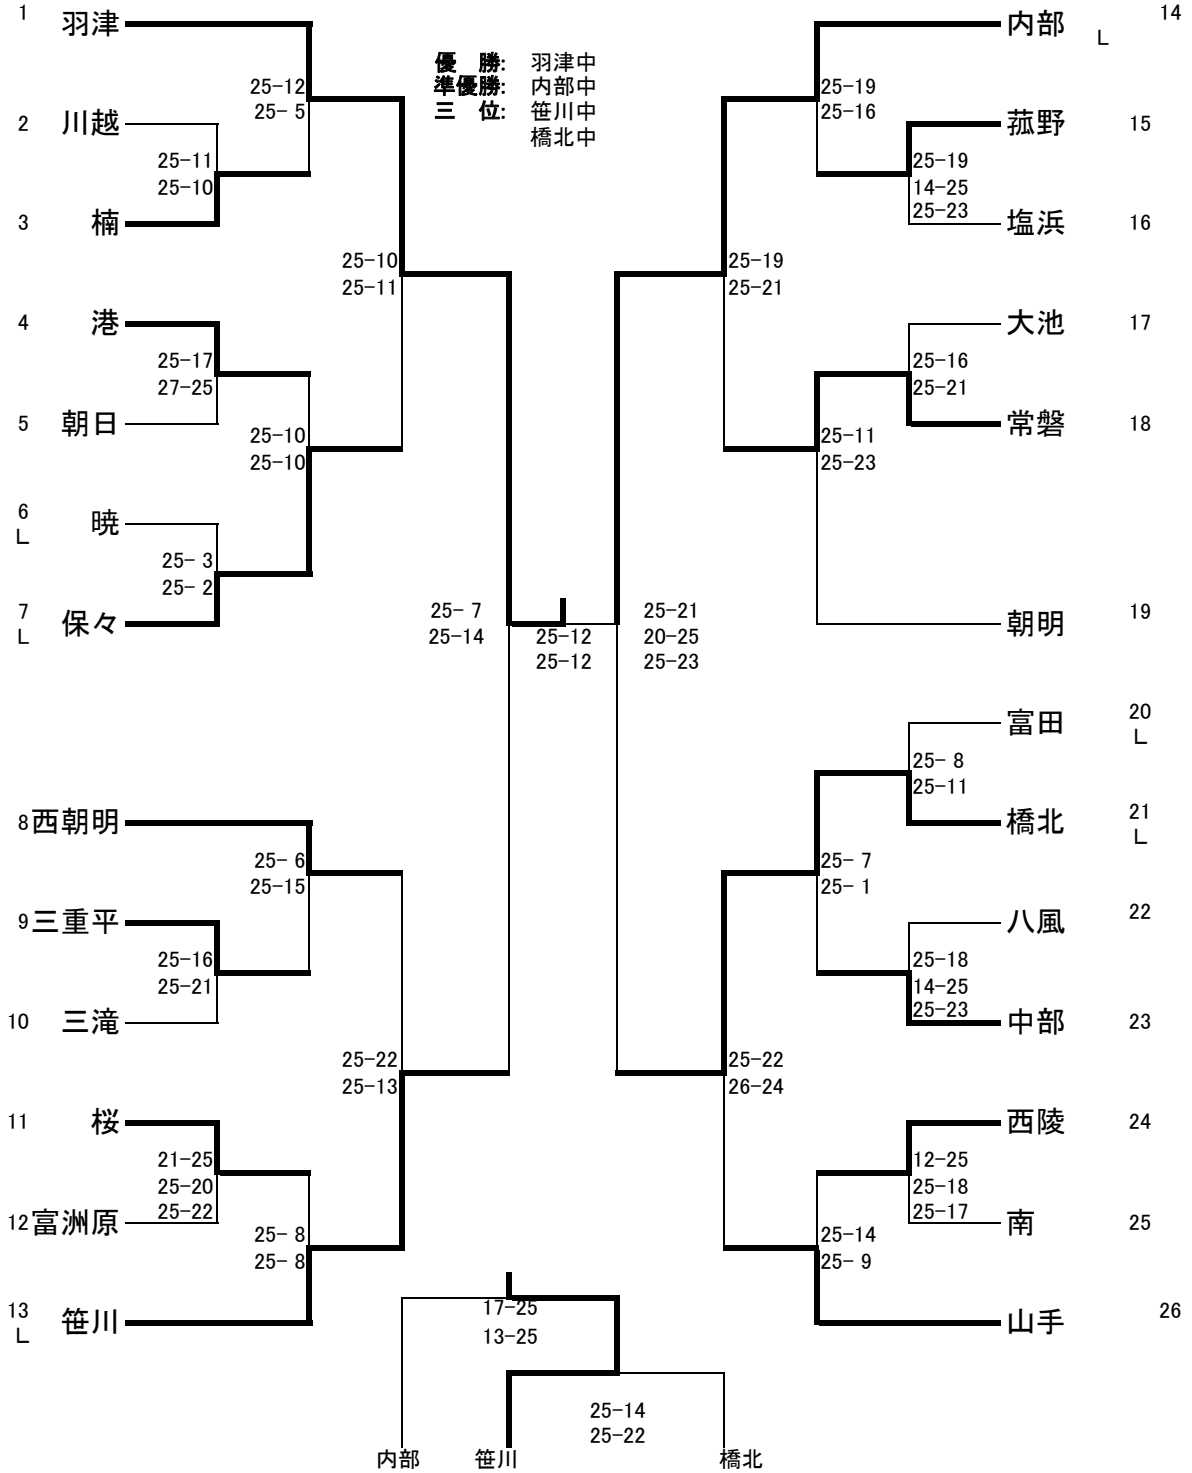 優　勝:　羽津中
準優勝:　内部中
三　位:　笹川中
橋北中
1 羽津
25-12
25- 5
2 川越
25-11
25-10
3 楠
25-10
25-11
4 港
25-17
27-25
5 朝日
25-10
25-10
6 暁
L
25- 3
25- 2
7 保々
L
25- 7
25-14
8 西朝明
25- 6
25-15
9 三重平
25-16
25-21
10 三滝
25-22
25-13
11 桜
21-25
25-20
25-22
12 富洲原
25- 8
25- 8
13 笹川
L
25-12
25-12
内部 14
L
25-19
25-16
菰野 15
25-19
14-25
25-23
塩浜 16
25-19
25-21
大池 17
25-16
25-21
常磐 18
25-11
25-23
朝明 19
25-21
20-25
25-23
富田 20
L
25- 8
25-11
橋北 21
L
25- 7
25- 1
八風 22
25-18
14-25
25-23
中部 23
25-22
26-24
西陵 24
12-25
25-18
25-17
南 25
25-14
25- 9
山手 26
17-25
13-25
25-14
25-22
内部 笹川 橋北